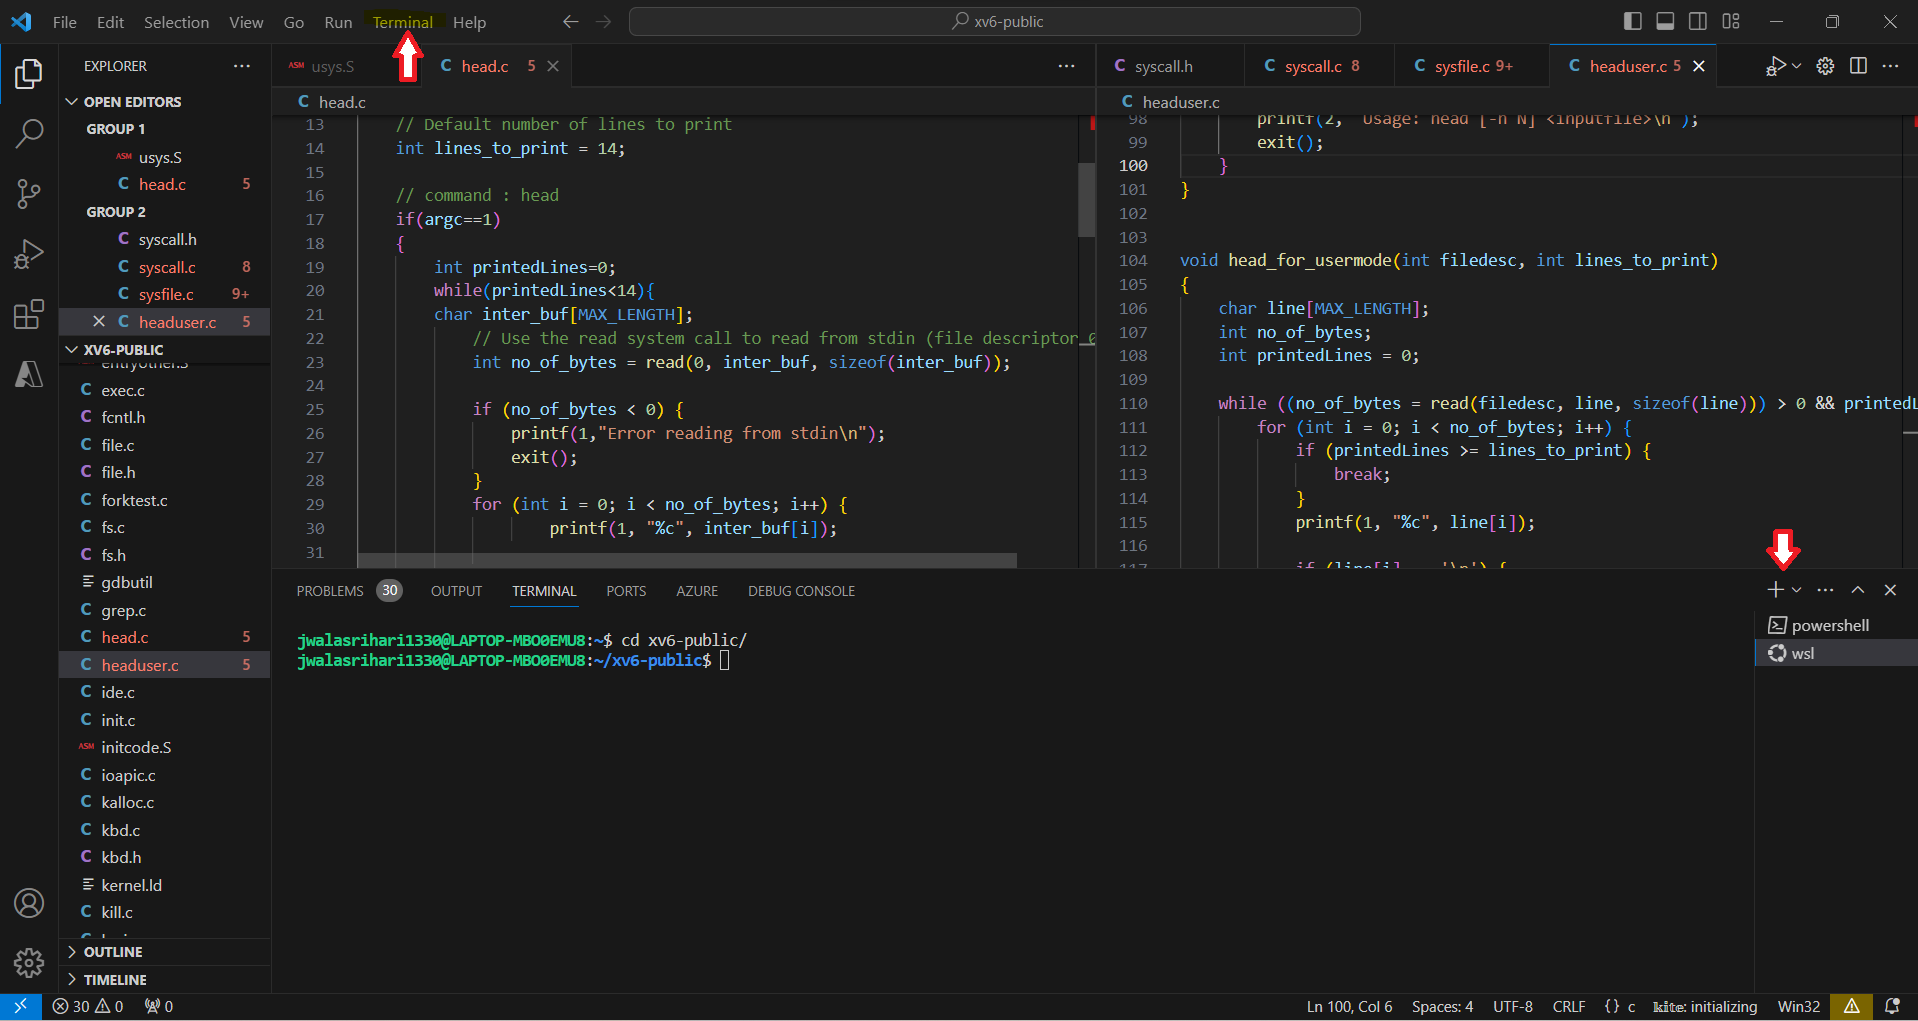 File Edit Selection View Go Run Terminal Help
xv6-public
EXPLORER
OPEN EDITORS
GROUP 1
ASM usys.S
C head.c 5
GROUP 2
C syscall.h
C syscall.c 8
C sysfile.c 9+
C headuser.c 5
XV6-PUBLIC
entryother.S
C exec.c
C fcntl.h
C file.c
C file.h
C forktest.c
C fs.c
C fs.h
gdbutil
C grep.c
C head.c 5
C headuser.c 5
C ide.c
C init.c
ASM initcode.S
C ioapic.c
C kalloc.c
C kbd.c
C kbd.h
kernel.ld
C kill.c
OUTLINE
TIMELINE
ASM usys.S
C head.c 5
C head.c
13 // Default number of lines to print
14 int lines_to_print = 14;
15
16 // command : head
17 if(argc==1)
18 {
19 int printedLines=0;
20 while(printedLines<14){
21 char inter_buf[MAX_LENGTH];
22 // Use the read system call to read from stdin (file descriptor 0
23 int no_of_bytes = read(0, inter_buf, sizeof(inter_buf));
24
25 if (no_of_bytes < 0) {
26 printf(1,"Error reading from stdin\n");
27 exit();
28 }
29 for (int i = 0; i < no_of_bytes; i++) {
30 printf(1, "%c", inter_buf[i]);
31
C syscall.h
C syscall.c 8
C sysfile.c 9+
C headuser.c 5
C headuser.c
98 printf(2, "Usage: head [-n N] <inputfile>\n");
99 exit();
100 }
101 }
102
103
104 void head_for_usermode(int filedesc, int lines_to_print)
105 {
106 char line[MAX_LENGTH];
107 int no_of_bytes;
108 int printedLines = 0;
109
110 while ((no_of_bytes = read(filedesc, line, sizeof(line))) > 0 && printedL
111 for (int i = 0; i < no_of_bytes; i++) {
112 if (printedLines >= lines_to_print) {
113 break;
114 }
115 printf(1, "%c", line[i]);
116
117 if (line[i] == '\n') {
PROBLEMS 30 OUTPUT TERMINAL PORTS AZURE DEBUG CONSOLE
jwalasrihari1330@LAPTOP-MBO0EMU8:~$ cd xv6-public/
jwalasrihari1330@LAPTOP-MBO0EMU8:~/xv6-public$
powershell
wsl
30 0 0
Ln 100, Col 6 Spaces: 4 UTF-8 CRLF {} c kite: initializing Win32